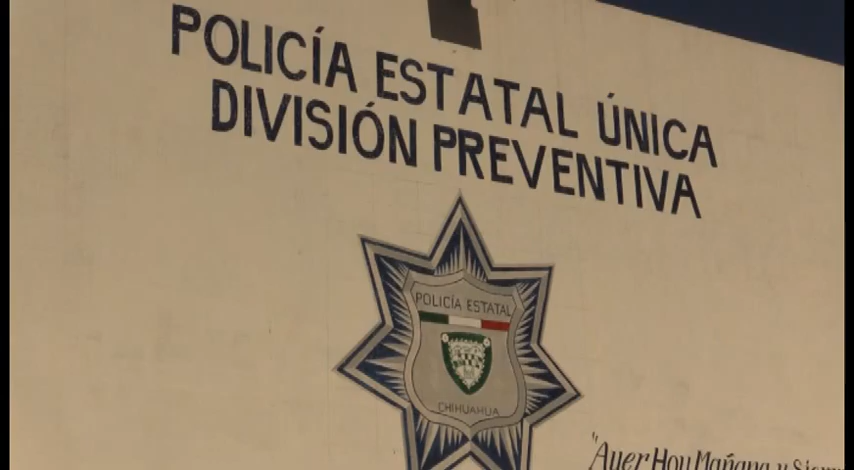 POLICÍA ESTATAL ÚNICA
DIVISIÓN PREVENTIVA
POLICÍA ESTATAL
CHIHUAHUA
"Ayer Hoy Mañana y